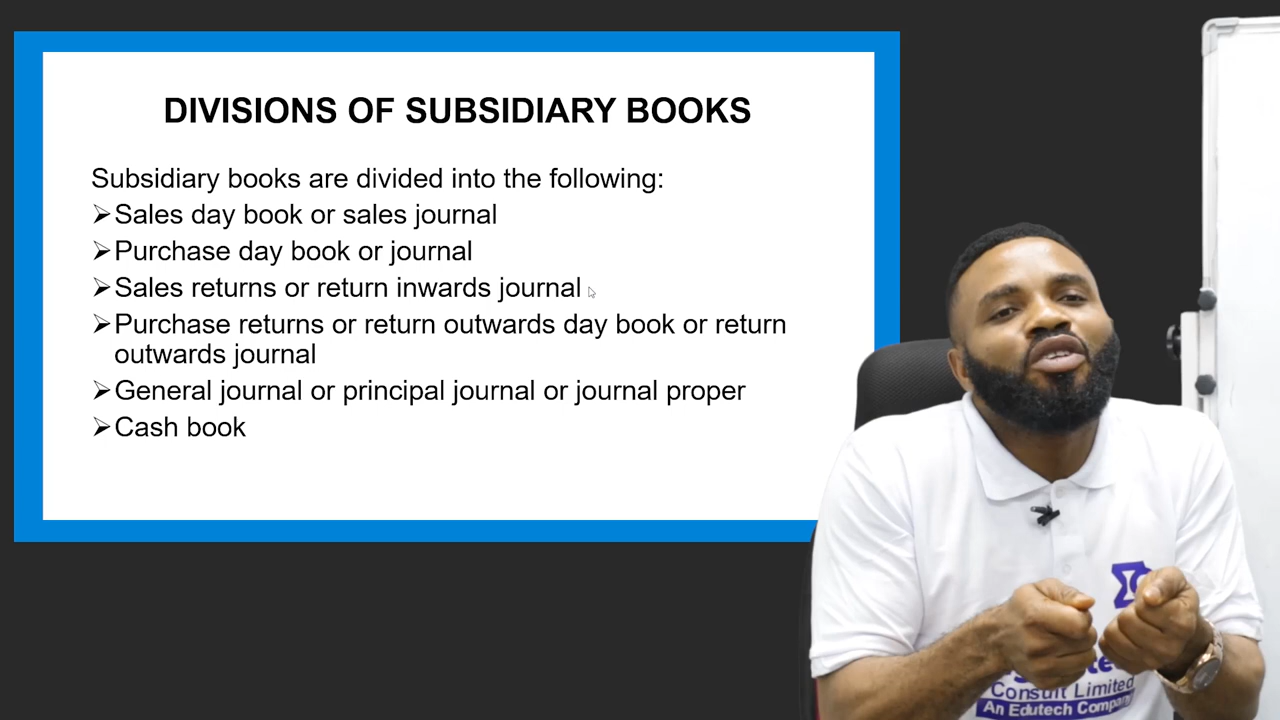 DIVISIONS OF SUBSIDIARY BOOKS
Subsidiary books are divided into the following:
➢Sales day book or sales journal
➢Purchase day book or journal
➢Sales returns or return inwards journal
➢Purchase returns or return outwards day book or return
outwards journal
➢General journal or principal journal or journal proper
➢Cash book
Consult Limited
An Edutech Company